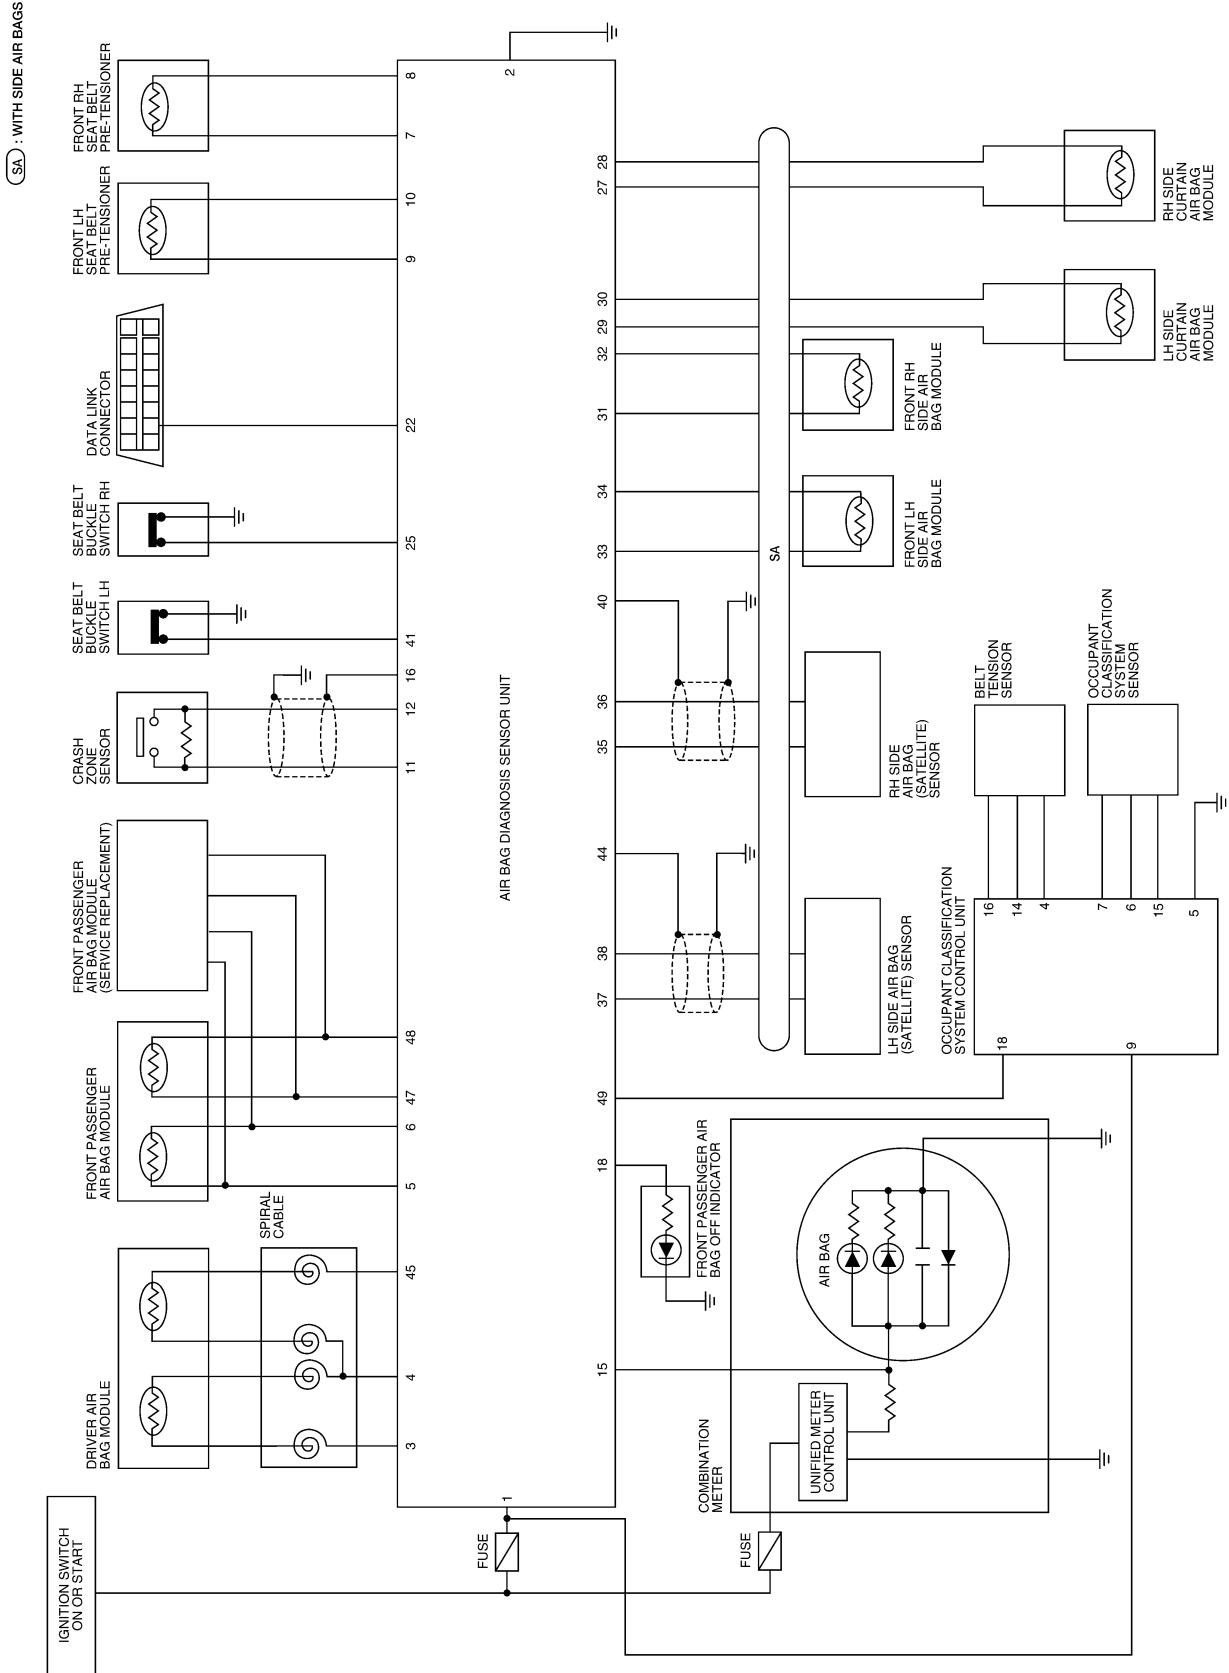 IGNITION SWITCH
ON OR START
DRIVER AIR
BAG MODULE
SPIRAL
CABLE
FRONT PASSENGER
AIR BAG MODULE
FRONT PASSENGER
AIR BAG MODULE
(SERVICE REPLACEMENT)
CRASH
ZONE
SENSOR
SEAT BELT
BUCKLE
SWITCH LH
SEAT BELT
BUCKLE
SWITCH RH
DATA LINK
CONNECTOR
FRONT LH
SEAT BELT
PRE-TENSIONER
FRONT RH
SEAT BELT
PRE-TENSIONER
SA : WITH SIDE AIR BAGS
3
4
45
5
6
47
48
11
12
16
41
25
22
9
10
7
8
FUSE
1
AIR BAG DIAGNOSIS SENSOR UNIT
2
15
18
49
37
38
44
35
36
40
33
34
31
32
29
30
27
28
FUSE
COMBINATION
METER
UNIFIED METER
CONTROL UNIT
AIR BAG
FRONT PASSENGER AIR
BAG OFF INDICATOR
SA
LH SIDE AIR BAG
(SATELLITE) SENSOR
RH SIDE
AIR BAG
(SATELLITE)
SENSOR
FRONT LH
SIDE AIR
BAG MODULE
FRONT RH
SIDE AIR
BAG MODULE
OCCUPANT CLASSIFICATION
SYSTEM CONTROL UNIT
18
9
16
14
4
7
6
15
5
BELT
TENSION
SENSOR
OCCUPANT
CLASSIFICATION
SYSTEM
SENSOR
LH SIDE
CURTAIN
AIR BAG
MODULE
RH SIDE
CURTAIN
AIR BAG
MODULE